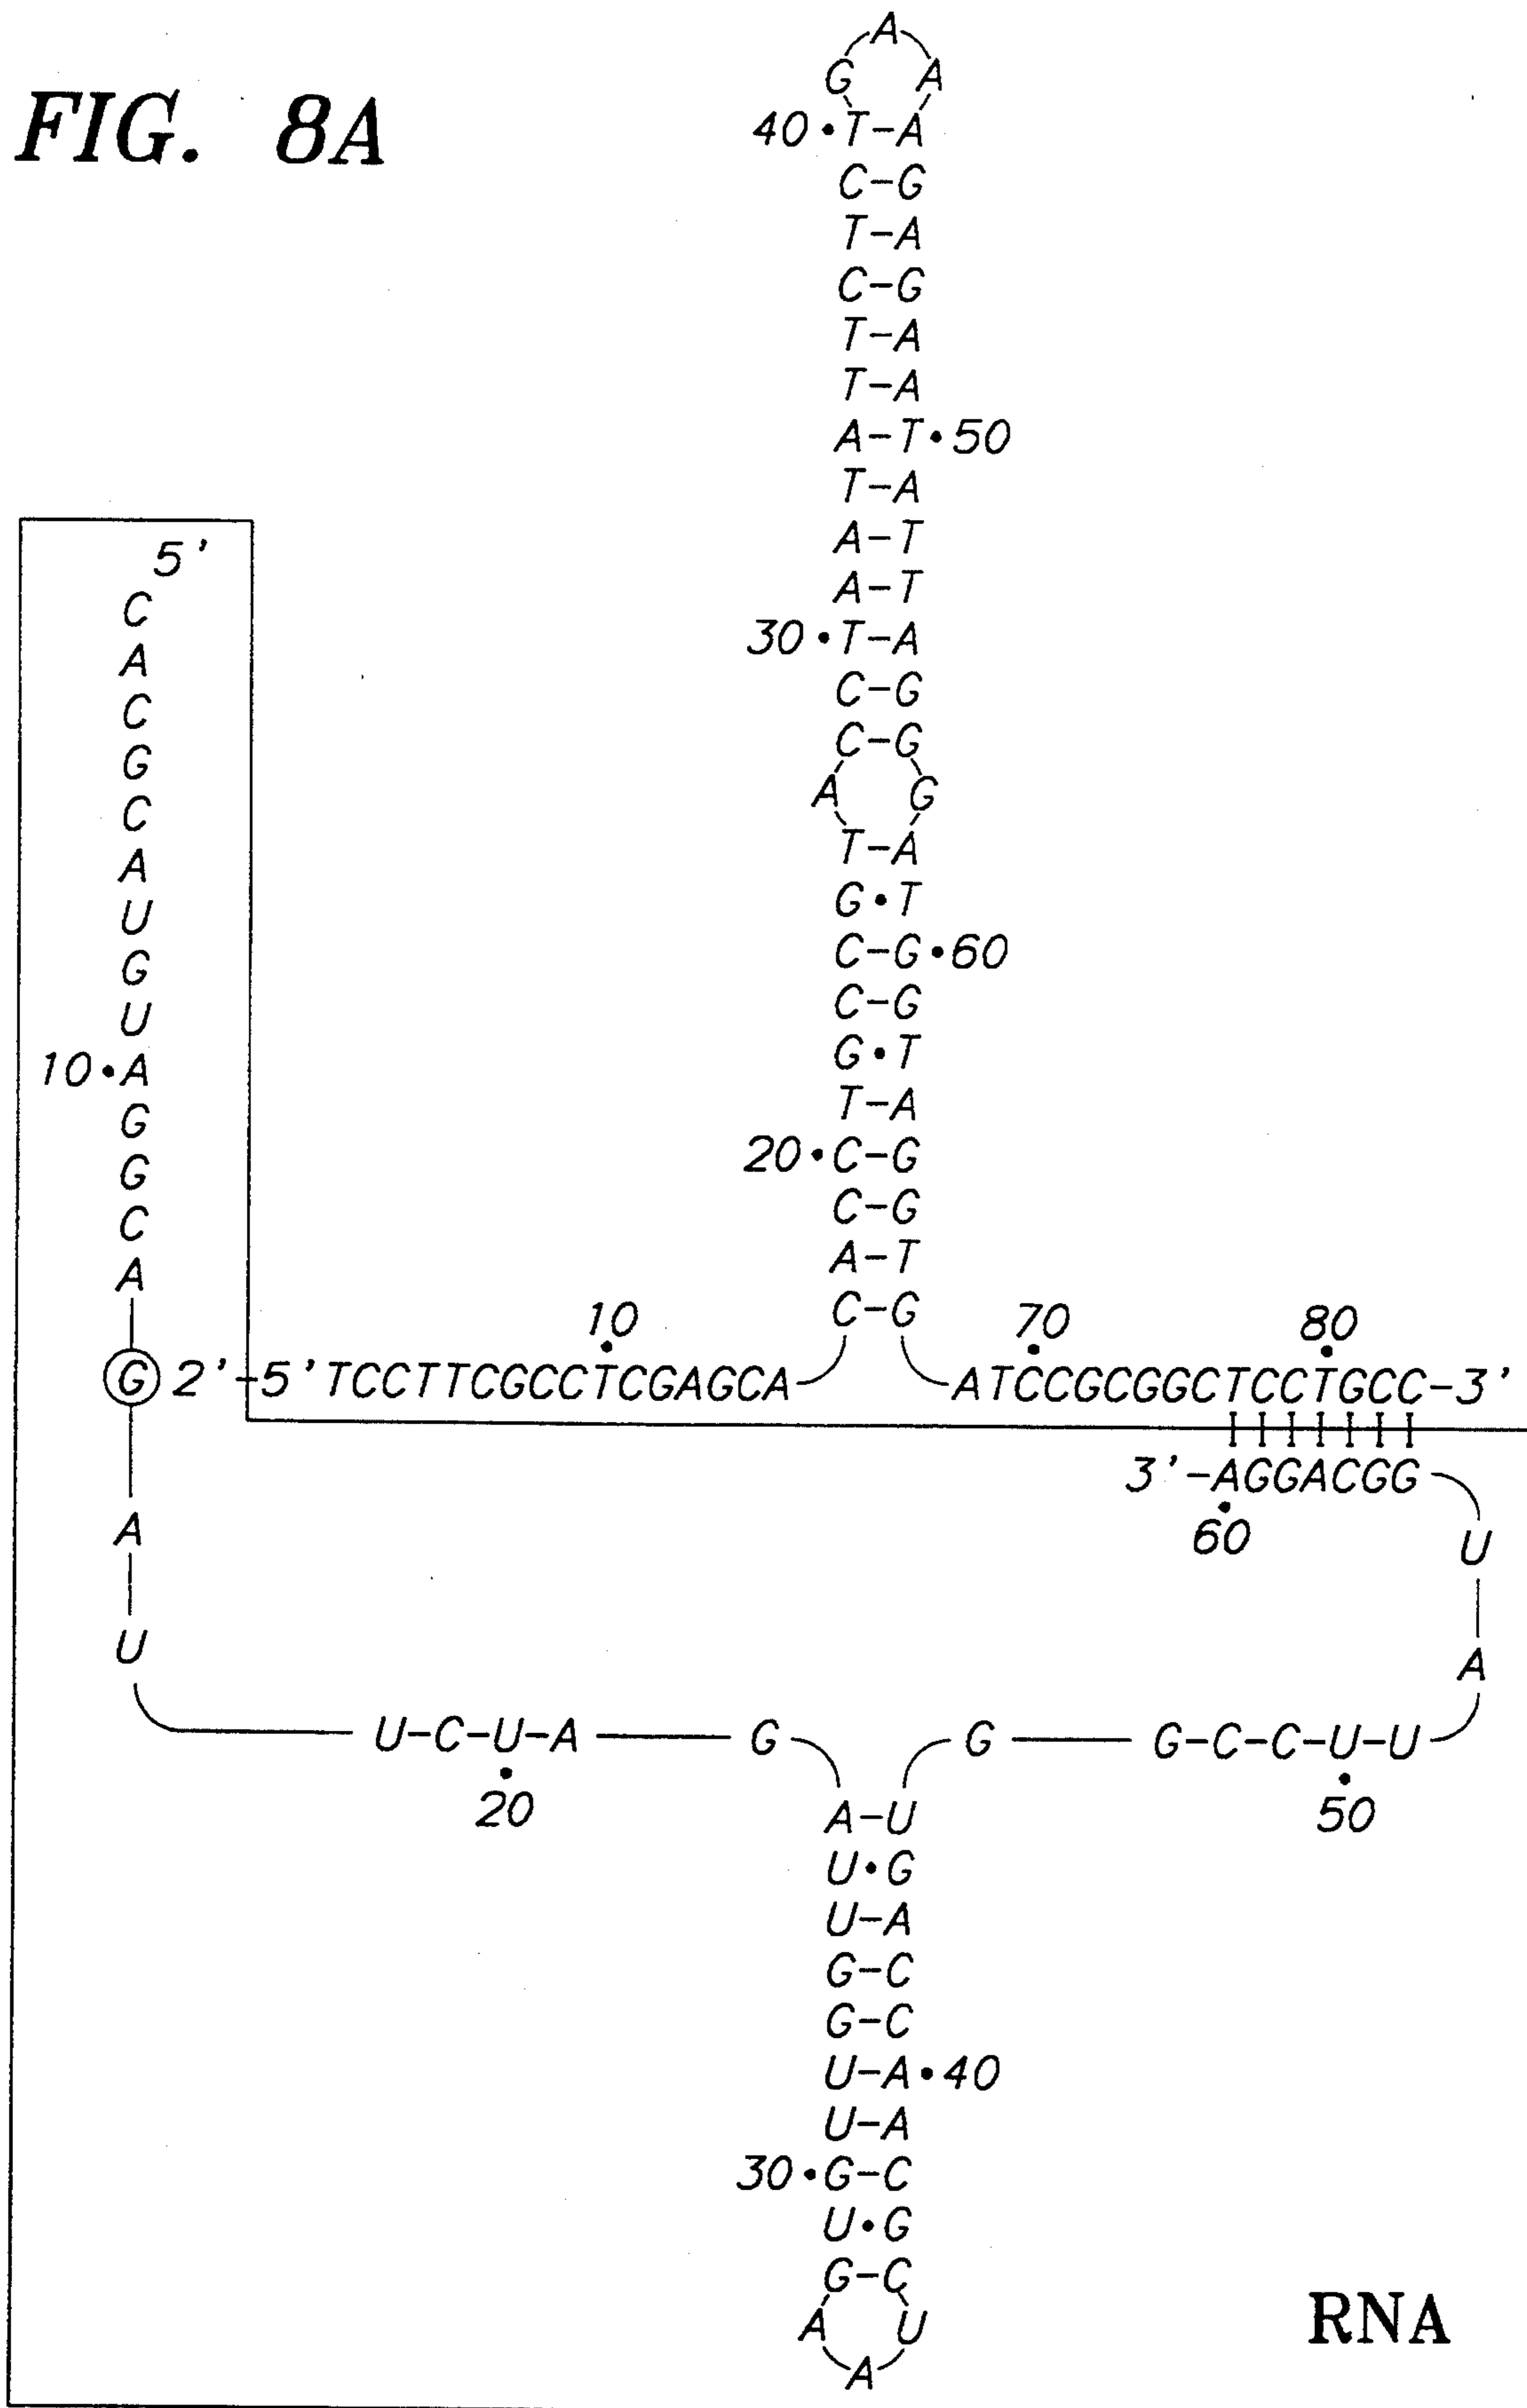 A
FIG. 8A
G A
40•T-A
C-G
T-A
C-G
T-A
T-A
A-T•50
T-A
A-T
5'
A-T
C
30•T-A
A
C-G
C
C-G
G
A G
C
T-A
A
G•T
U
C-G•60
G
C-G
U
G•T
10•A
T-A
G
20•C-G
G
C-G
C
A-T
A
C-G
10 70 80
G 2'-5'TCCTTCGCCTCGAGCA ATCCGCGGCTCCTGCC-3'
3'-AGGACGG
A 60 U
U A
U-C-U-A G G G-C-C-U-U
20 50
A-U
U•G
U-A
G-C
G-C
U-A•40
U-A
30•G-C
U•G
G-C
A U
A
RNA